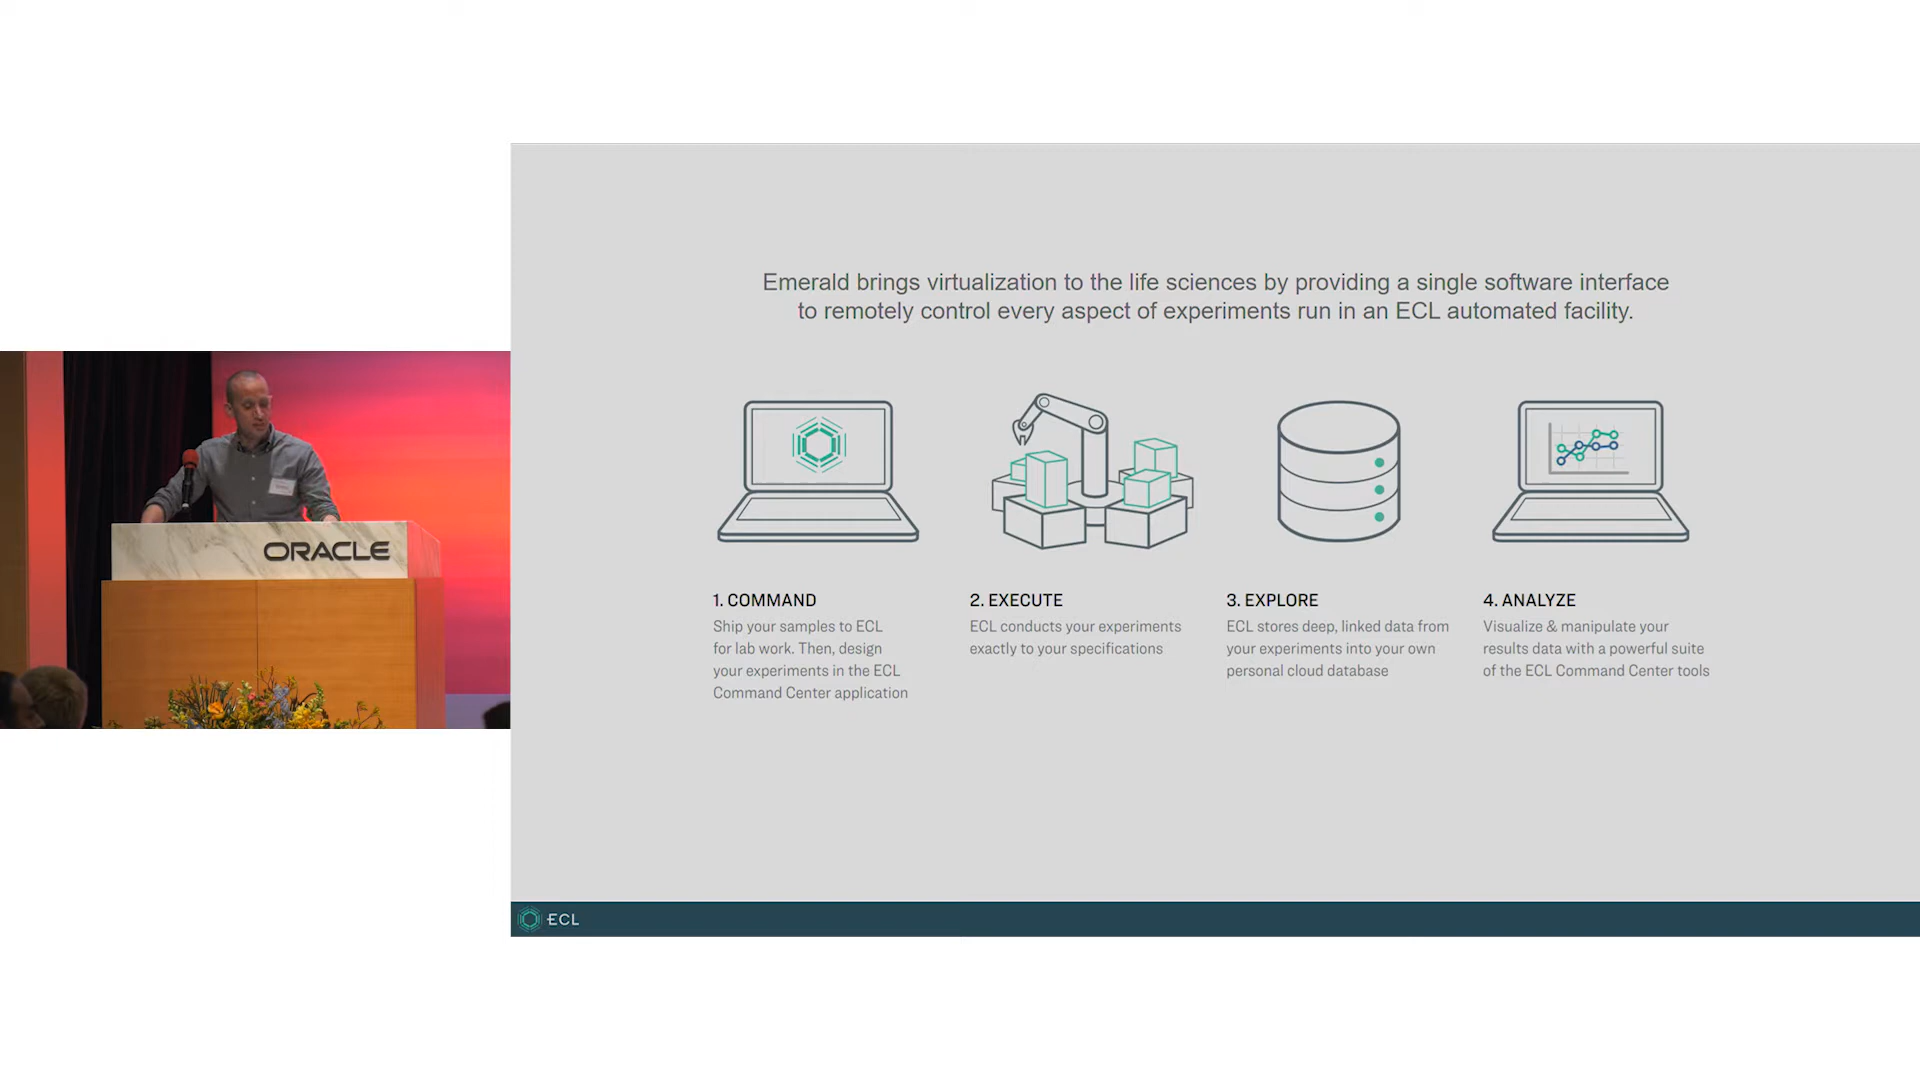 ORACLE
Emerald brings virtualization to the life sciences by providing a single software interface
to remotely control every aspect of experiments run in an ECL automated facility.
1. COMMAND
Ship your samples to ECL
for lab work. Then, design
your experiments in the ECL
Command Center application
2. EXECUTE
ECL conducts your experiments
exactly to your specifications
3. EXPLORE
ECL stores deep, linked data from
your experiments into your own
personal cloud database
4. ANALYZE
Visualize & manipulate your
results data with a powerful suite
of the ECL Command Center tools
ECL